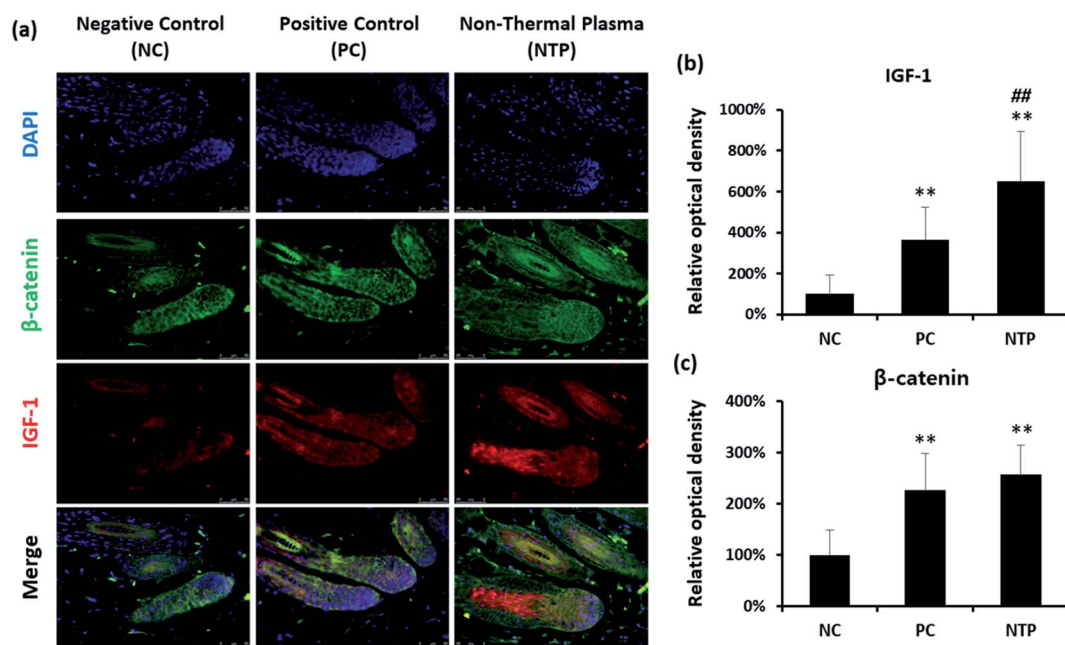 (a)
Negative Control
(NC)
Positive Control
(PC)
Non-Thermal Plasma
(NTP)
DAPI
β-catenin
IGF-1
Merge
(b)
IGF-1
Relative optical density
1000%
800%
600%
400%
200%
0%
**
##
**
NC
PC
NTP
(c)
β-catenin
Relative optical density
400%
300%
200%
100%
0%
**
**
NC
PC
NTP